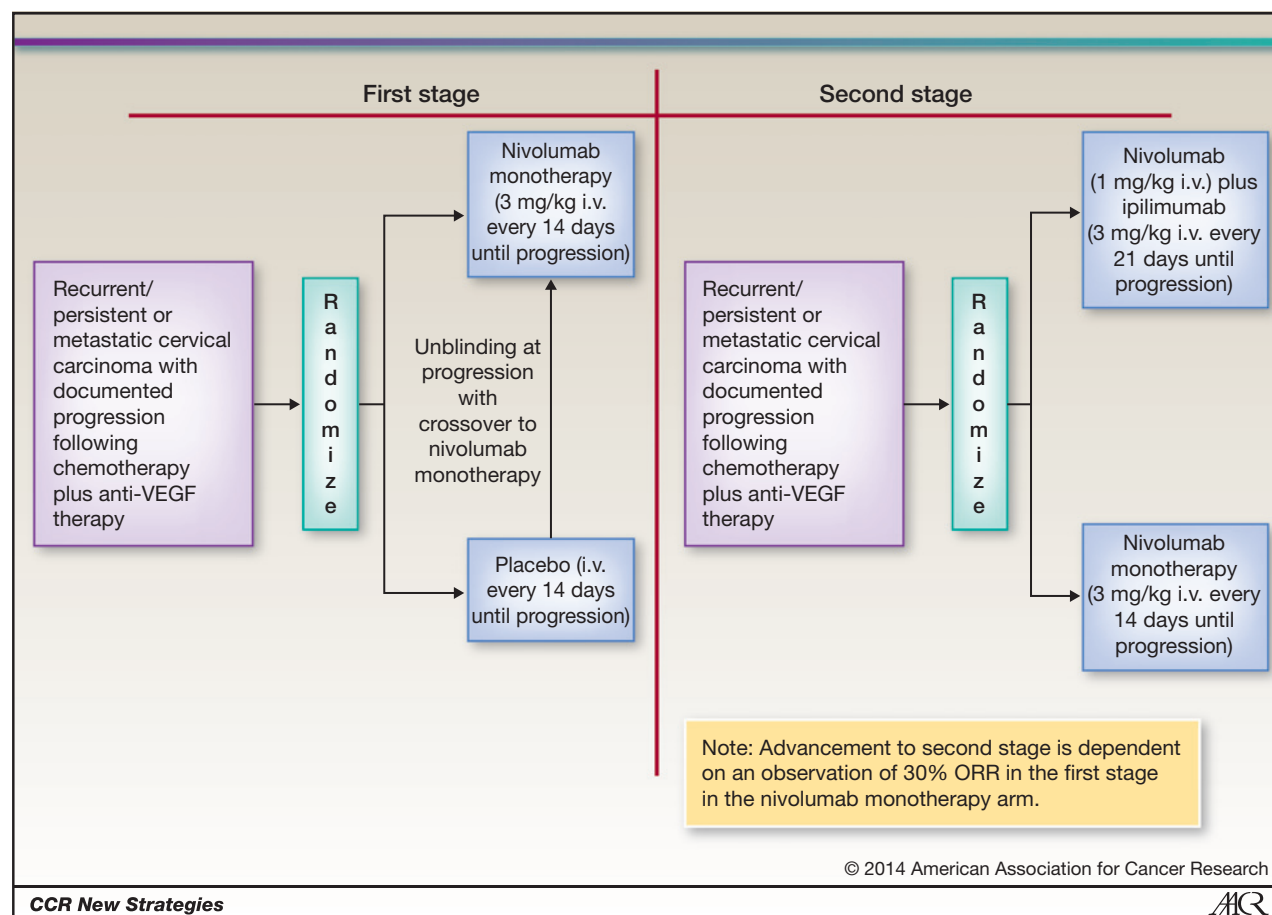 First stage
Second stage
Recurrent/
persistent or
metastatic cervical
carcinoma with
documented
progression
following
chemotherapy
plus anti-VEGF
therapy
Randomize
Nivolumab
monotherapy
(3 mg/kg i.v.
every 14 days
until progression)
Unblinding at
progression
with
crossover to
nivolumab
monotherapy
Placebo (i.v.
every 14 days
until progression)
Recurrent/
persistent or
metastatic cervical
carcinoma with
documented
progression
following
chemotherapy
plus anti-VEGF
therapy
Randomize
Nivolumab
(1 mg/kg i.v.) plus
ipilimumab
(3 mg/kg i.v. every
21 days until
progression)
Nivolumab
monotherapy
(3 mg/kg i.v. every
14 days until
progression)
Note: Advancement to second stage is dependent
on an observation of 30% ORR in the first stage
in the nivolumab monotherapy arm.
© 2014 American Association for Cancer Research
CCR New Strategies
AACR